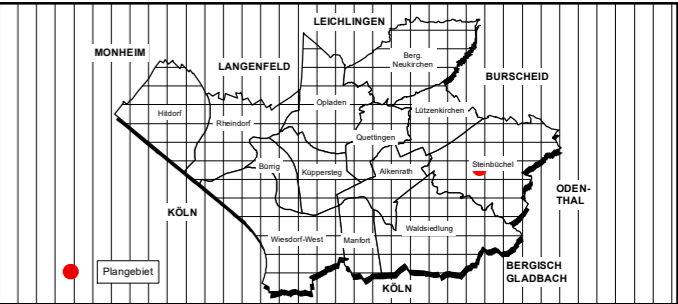 LEICHLINGEN
MONHEIM
LANGENFELD
Berg.
Neukirchen
BURSCHEID
Opladen
Hitdorf
Rheindorf
Lützenkirchen
Quettingen
Bürrig
Küppersteg
Alkenrath
Steinbüchel
ODEN-
THAL
KÖLN
Wiesdorf-West
Manfort
Waldsiedlung
Plangebiet
KÖLN
BERGISCH
GLADBACH